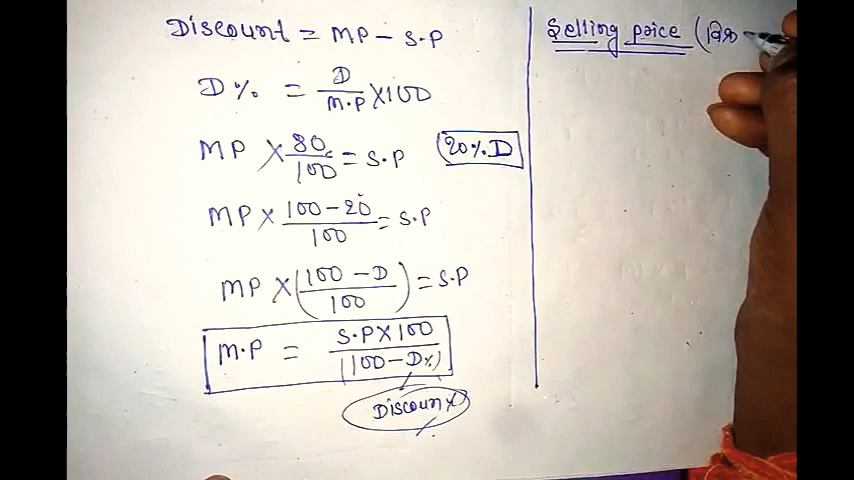 Discount = MP - S.P
D% = D/M.P × 100
MP × 80/100 = S.P (20% D)
MP × 100 - 20/100 = S.P
MP × (100 - D/100) = S.P
M.P = S.P × 100/(100 - D%)
Discount
Selling price (विक्र